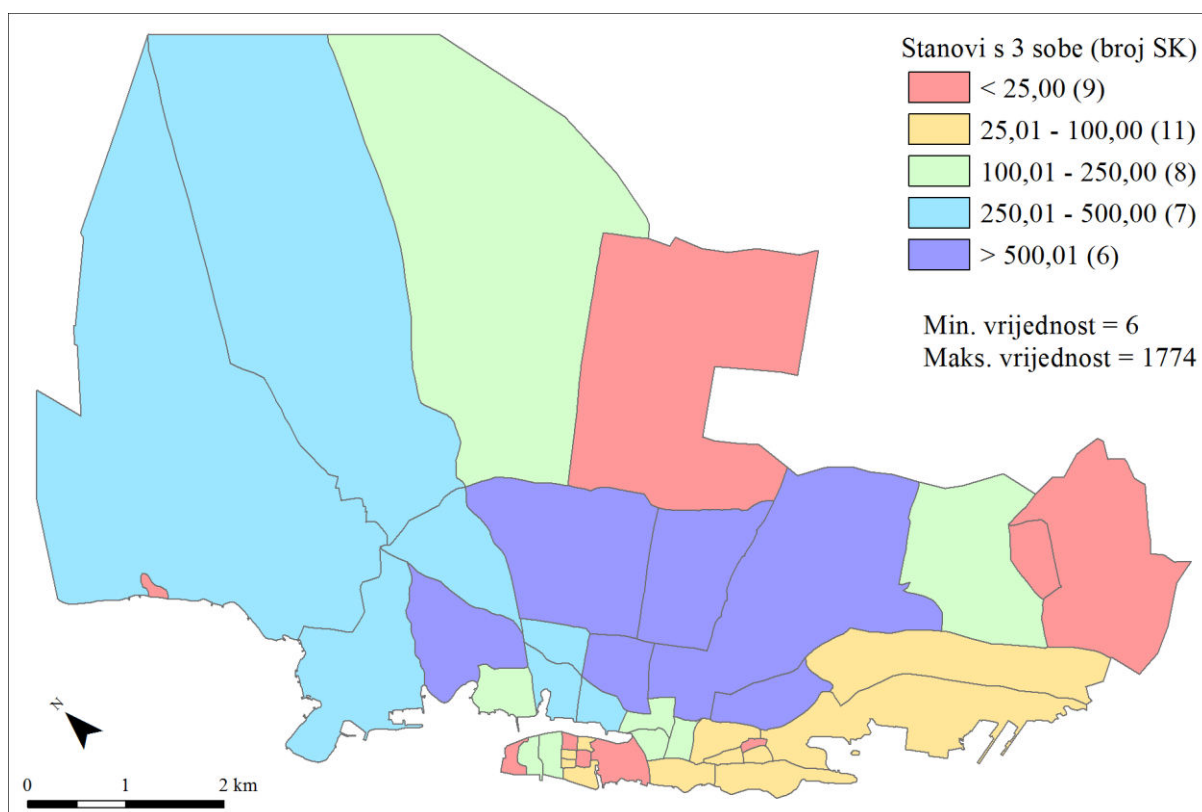 Stanovi s 3 sobe (broj SK)
< 25,00 (9)
25,01 - 100,00 (11)
100,01 - 250,00 (8)
250,01 - 500,00 (7)
> 500,01 (6)
Min. vrijednost = 6
Maks. vrijednost = 1774
N
0 1 2 km